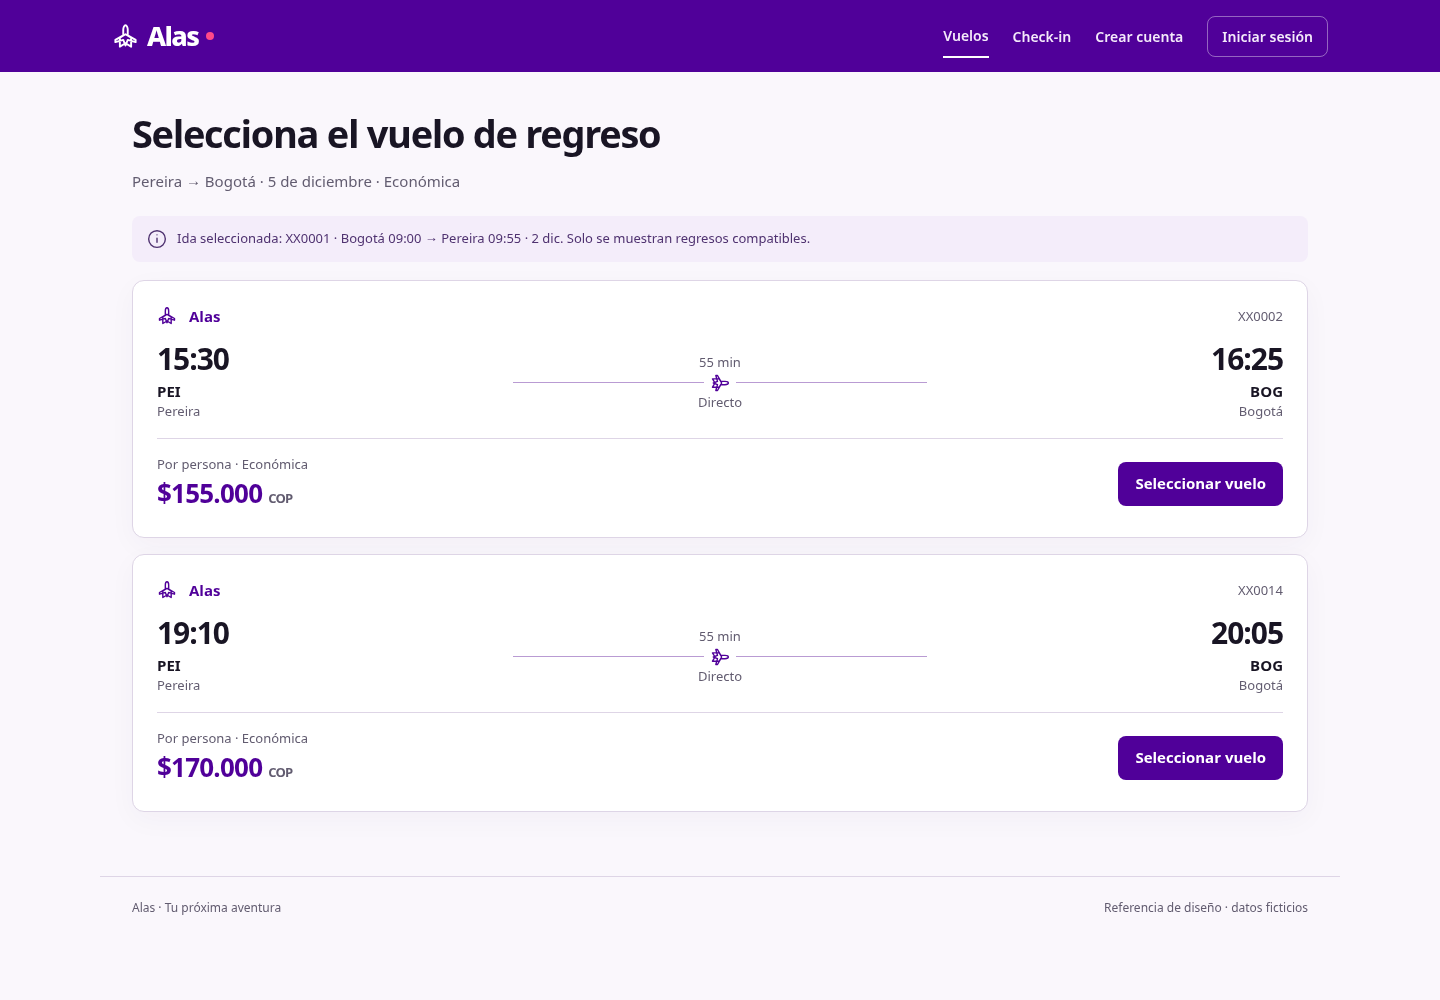 Alas
Vuelos
Check-in
Crear cuenta
Iniciar sesión
Selecciona el vuelo de regreso
Pereira → Bogotá · 5 de diciembre · Económica
Ida seleccionada: XX0001 · Bogotá 09:00 → Pereira 09:55 · 2 dic. Solo se muestran regresos compatibles.
Alas
XX0002
15:30
PEI
Pereira
55 min
Directo
16:25
BOG
Bogotá
Por persona · Económica
$155.000 COP
Seleccionar vuelo
Alas
XX0014
19:10
PEI
Pereira
55 min
Directo
20:05
BOG
Bogotá
Por persona · Económica
$170.000 COP
Seleccionar vuelo
Alas · Tu próxima aventura
Referencia de diseño · datos ficticios